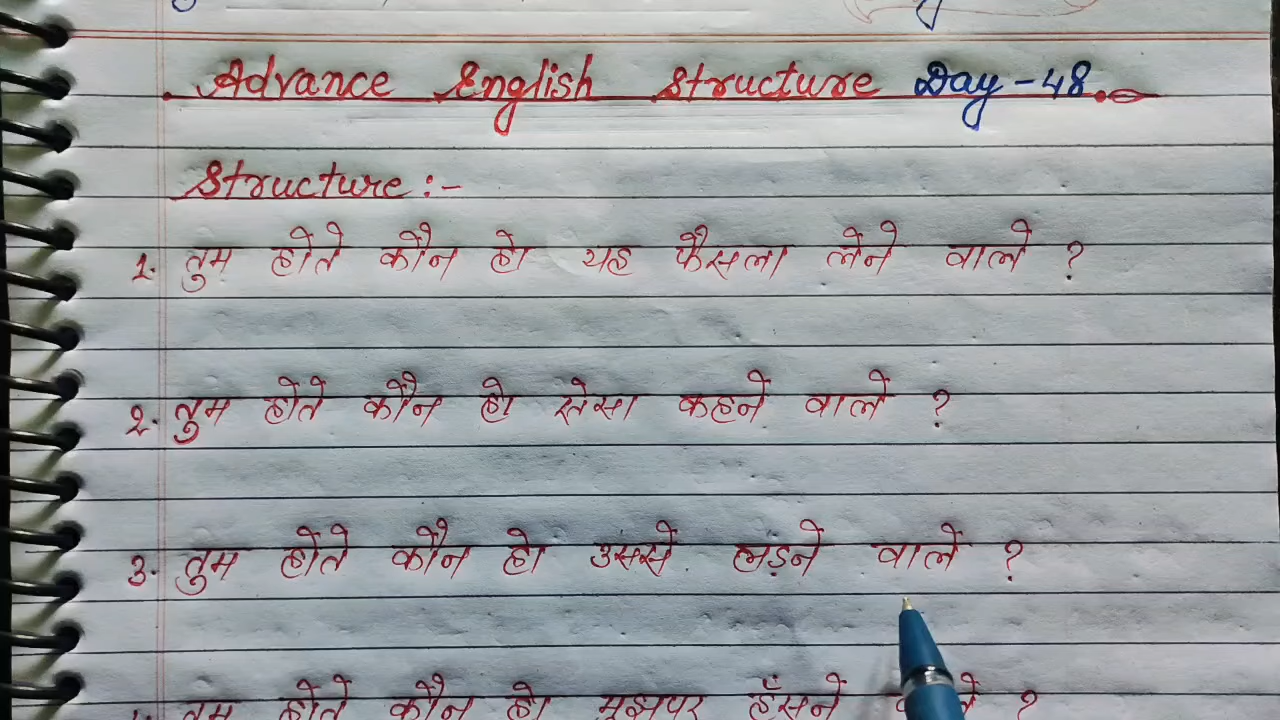 Advance English Structure Day-48
Structure :-
1. तुम होते कौन हो यह फैसला लेने वाले ?
2. तुम होते कौन हो ऐसा कहने वाले ?
3. तुम होते कौन हो उससे लड़ने वाले ?
तुम होते कौन हो मुझपर हँसने ?